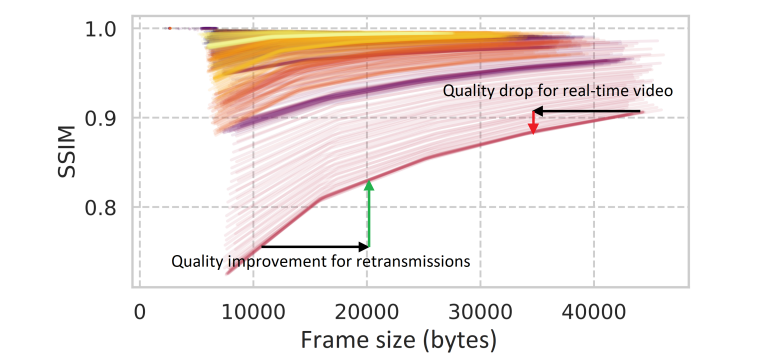 1.0
Quality drop for real-time video
0.9
SSIM
0.8
Quality improvement for retransmissions
0 10000 20000 30000 40000
Frame size (bytes)